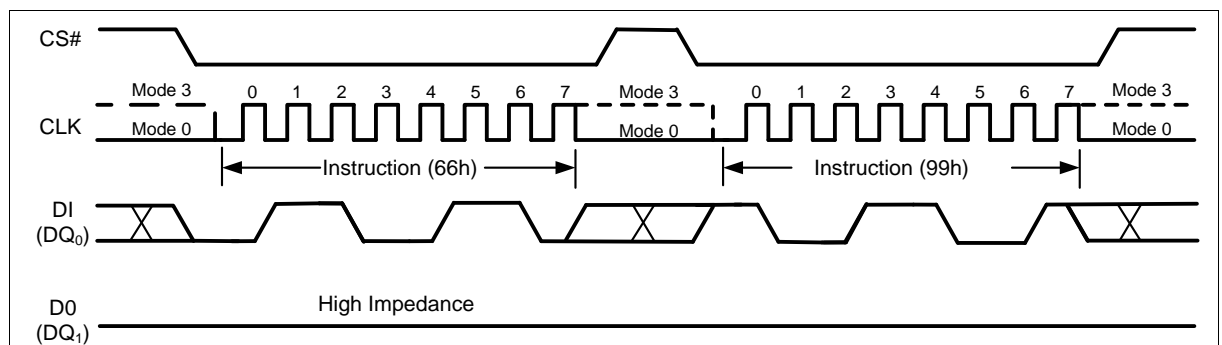 CS#
Mode 3 0 1 2 3 4 5 6 7 Mode 3 0 1 2 3 4 5 6 7 Mode 3
CLK
Mode 0 Mode 0 Mode 0
Instruction (66h) Instruction (99h)
DI
(DQ0)
D0 High Impedance
(DQ1)